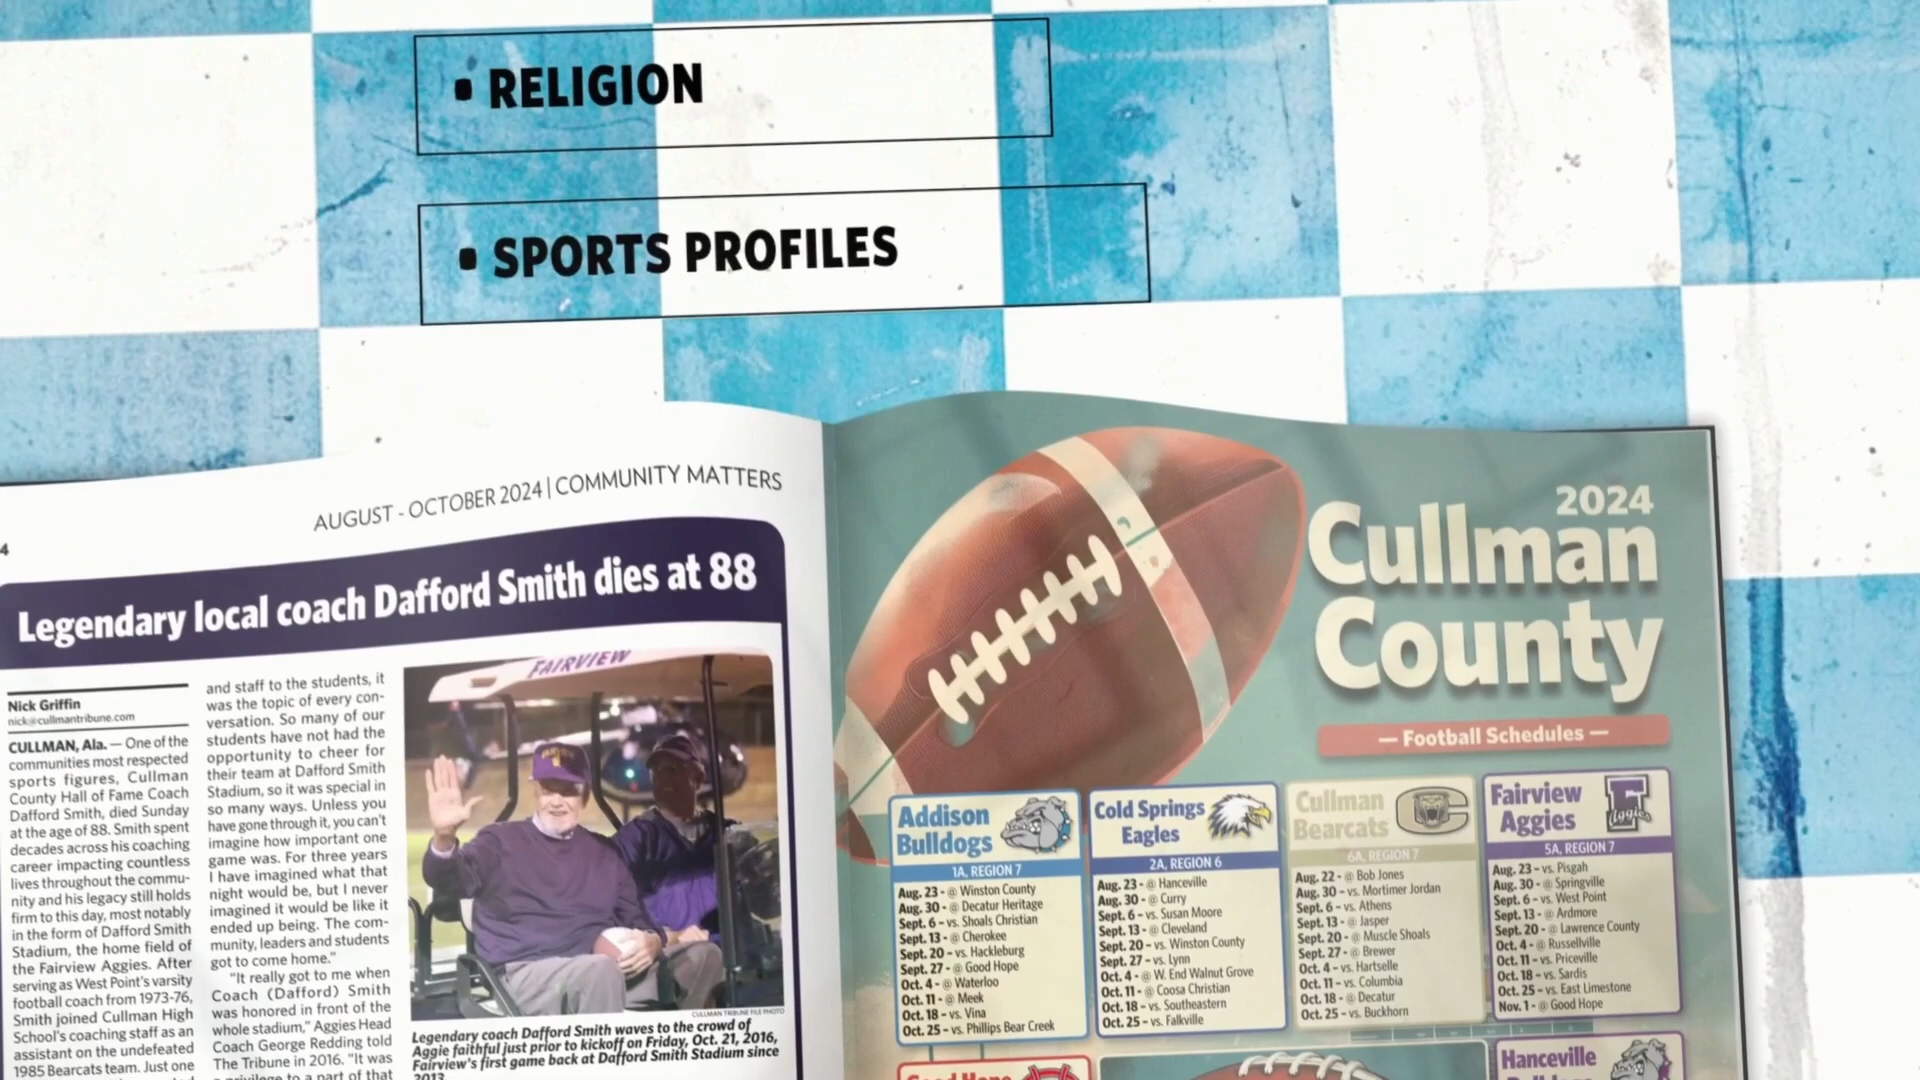 • RELIGION
• SPORTS PROFILES
4
AUGUST - OCTOBER 2024 | COMMUNITY MATTERS
Legendary local coach Dafford Smith dies at 88
Nick Griffin
nick@cullmantribune.com
CULLMAN, Ala. — One of the
communities most respected
sports figures, Cullman
County Hall of Fame Coach
Dafford Smith, died Sunday
at the age of 88. Smith spent
decades across his coaching
career impacting countless
lives throughout the commu-
nity and his legacy still holds
firm to this day, most notably
in the form of Dafford Smith
Stadium, the home field of
the Fairview Aggies. After
serving as West Point's varsity
football coach from 1973-76,
Smith joined Cullman High
School's coaching staff as an
assistant on the undefeated
1985 Bearcats team. Just one
and staff to the students, it
was the topic of every con-
versation. So many of our
students have not had the
opportunity to cheer for
their team at Dafford Smith
Stadium, so it was special in
so many ways. Unless you
have gone through it, you can't
imagine how important one
game was. For three years
I have imagined what that
night would be, but I never
imagined it would be like it
ended up being. The com-
munity, leaders and students
got to come home."
"It really got to me when
Coach (Dafford) Smith
was honored in front of the
whole stadium," Aggies Head
Coach George Redding told
The Tribune in 2016. "It was
a privilege to a part of that
FAIRVIEW
CULLMAN TRIBUNE FILE PHOTO
Legendary coach Dafford Smith waves to the crowd of
Aggie faithful just prior to kickoff on Friday, Oct. 21, 2016,
Fairview's first game back at Dafford Smith Stadium since
2013.
2024
Cullman
County
— Football Schedules —
Addison
Bulldogs
1A, REGION 7
Aug. 23 - @ Winston County
Aug. 30 - @ Decatur Heritage
Sept. 6 - vs. Shoals Christian
Sept. 13 - @ Cherokee
Sept. 20 - vs. Hackleburg
Sept. 27 - @ Good Hope
Oct. 4 - @ Waterloo
Oct. 11 - @ Meek
Oct. 18 - vs. Vina
Oct. 25 - vs. Phillips Bear Creek
Cold Springs
Eagles
2A, REGION 6
Aug. 23 - @ Hanceville
Aug. 30 - @ Curry
Sept. 6 - vs. Susan Moore
Sept. 13 - @ Cleveland
Sept. 20 - vs. Winston County
Sept. 27 - vs. Lynn
Oct. 4 - @ W. End Walnut Grove
Oct. 11 - @ Coosa Christian
Oct. 18 - vs. Southeastern
Oct. 25 - vs. Falkville
Cullman
Bearcats
C
6A, REGION 7
Aug. 22 - @ Bob Jones
Aug. 30 - vs. Mortimer Jordan
Sept. 6 - vs. Athens
Sept. 13 - @ Jasper
Sept. 20 - @ Muscle Shoals
Sept. 27 - @ Brewer
Oct. 4 - vs. Hartselle
Oct. 11 - vs. Columbia
Oct. 18 - @ Decatur
Oct. 25 - vs. Buckhorn
Fairview
Aggies
F
Aggies
5A, REGION 7
Aug. 23 - vs. Pisgah
Aug. 30 - @ Springville
Sept. 6 - vs. West Point
Sept. 13 - @ Ardmore
Sept. 20 - @ Lawrence County
Oct. 4 - @ Russellville
Oct. 11 - vs. Priceville
Oct. 18 - vs. Sardis
Oct. 25 - vs. East Limestone
Nov. 1 - @ Good Hope
Good Hope
Hanceville
Bulldogs